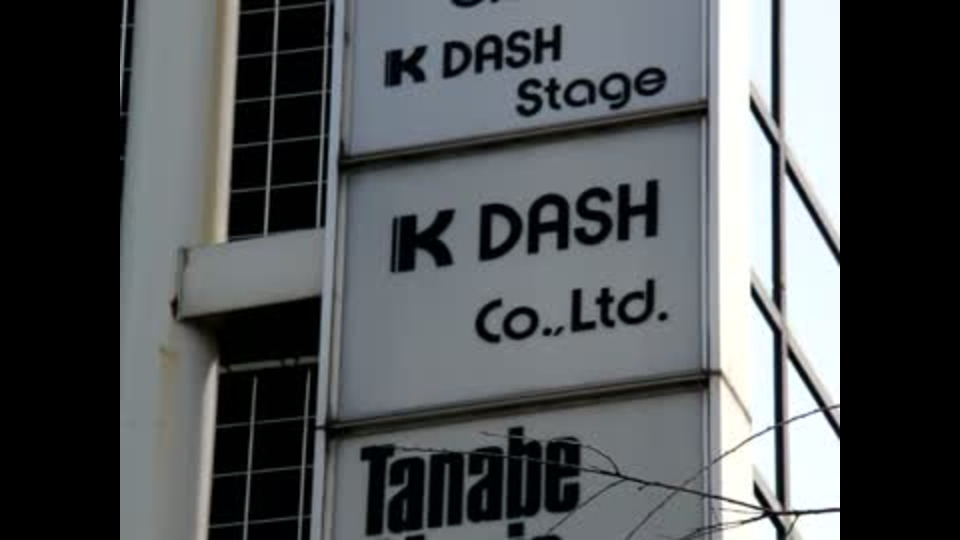 K DASH
Stage
K DASH
Co.,Ltd.
Tanabe